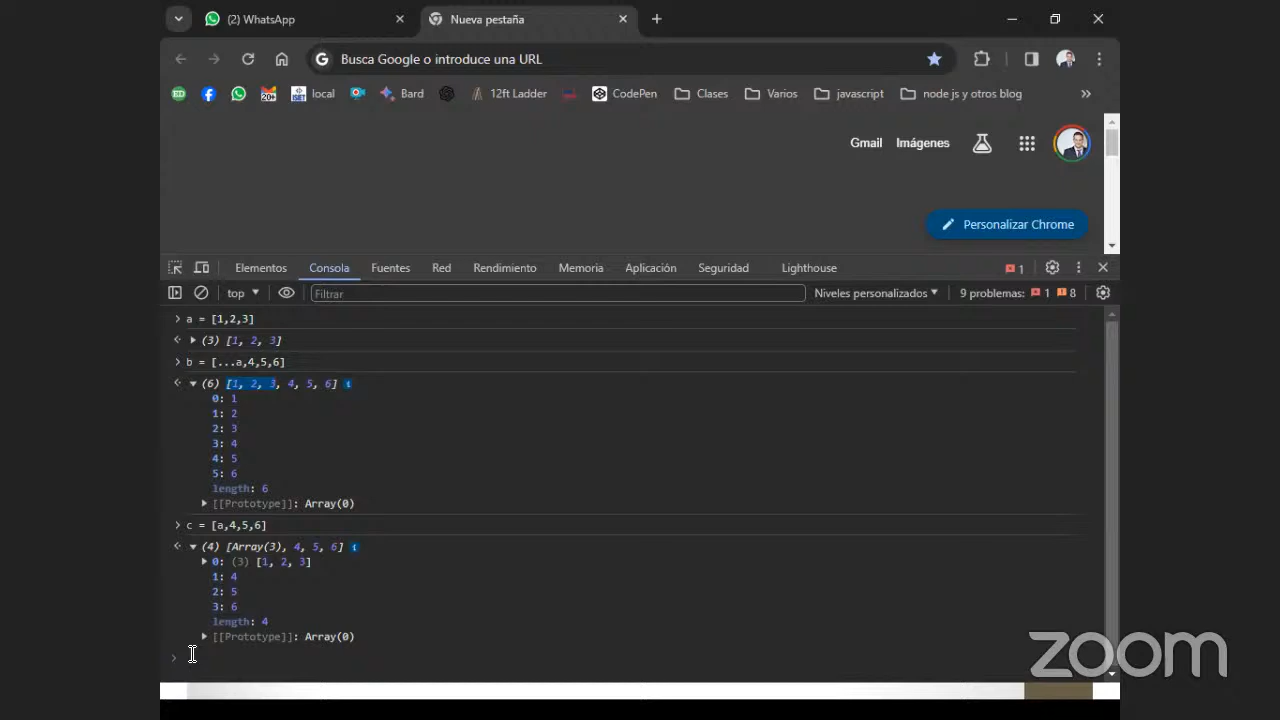 (2) WhatsApp
Nueva pestaña
Busca Google o introduce una URL
20+
local
Bard
12ft Ladder
CodePen
Clases
Varios
javascript
node js y otros blog
Gmail
Imágenes
Personalizar Chrome
Elementos
Consola
Fuentes
Red
Rendimiento
Memoria
Aplicación
Seguridad
Lighthouse
1
top
Filtrar
Niveles personalizados
9 problemas: 1 8
a = [1,2,3]
(3) [1, 2, 3]
b = [...a,4,5,6]
(6) [1, 2, 3, 4, 5, 6] i
0: 1
1: 2
2: 3
3: 4
4: 5
5: 6
length: 6
[[Prototype]]: Array(0)
c = [a,4,5,6]
(4) [Array(3), 4, 5, 6] i
0: (3) [1, 2, 3]
1: 4
2: 5
3: 6
length: 4
[[Prototype]]: Array(0)
zoom